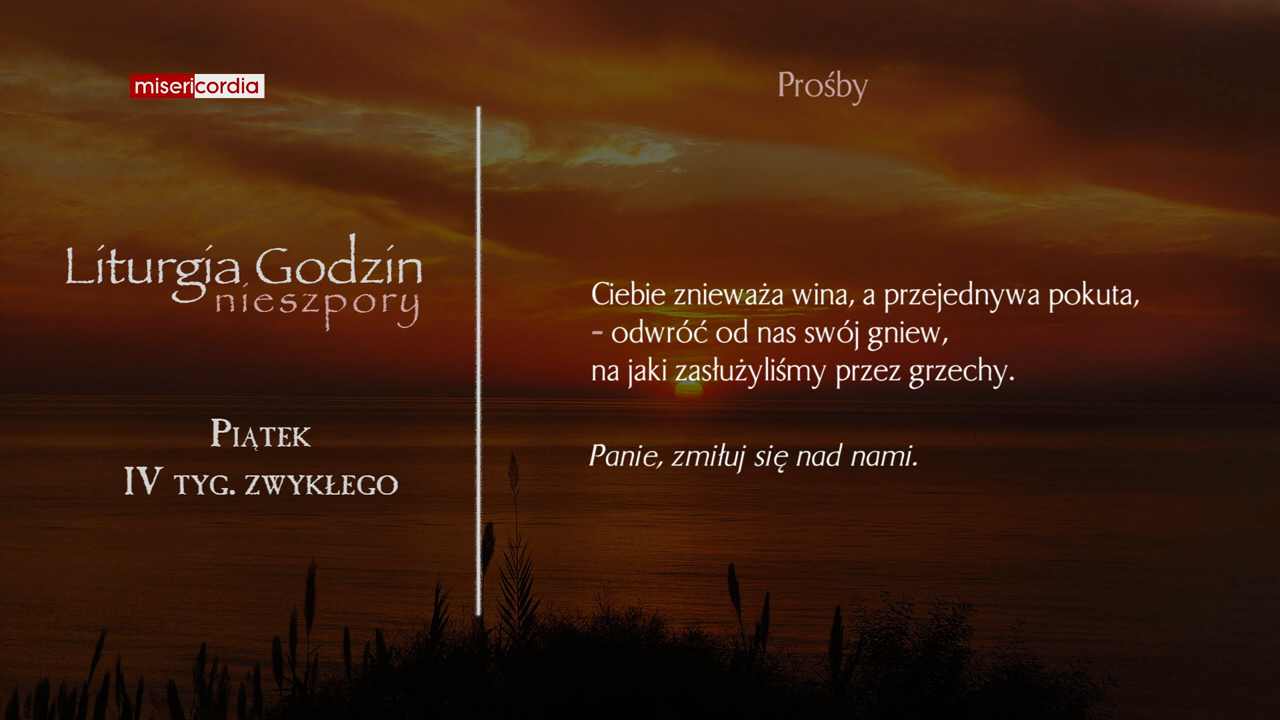 misericordia
Liturgia Godzin
nieszpory
Piątek
IV tyg. zwykłego
Prośby
Ciebie znieważa wina, a przejednywa pokuta,
- odwróć od nas swój gniew,
na jaki zasłużyliśmy przez grzechy.
Panie, zmiłuj się nad nami.